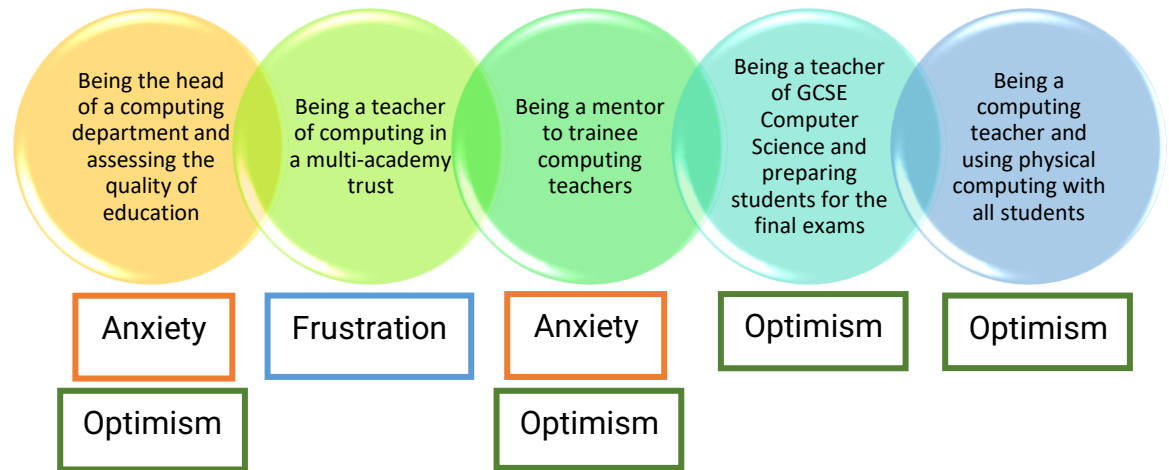 Being the head
of a computing
department and
assessing the
quality of
education
Being a teacher
of computing in
a multi-academy
trust
Being a mentor
to trainee
computing
teachers
Being a teacher
of GCSE
Computer
Science and
preparing
students for the
final exams
Being a
computing
teacher and
using physical
computing with
all students
Anxiety
Frustration
Anxiety
Optimism
Optimism
Optimism
Optimism